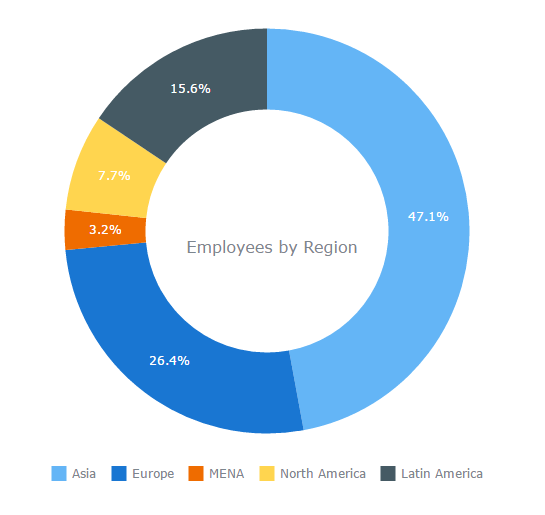 15.6%
7.7%
47.1%
3.2%
Employees by Region
26.4%
Asia Europe MENA North America Latin America